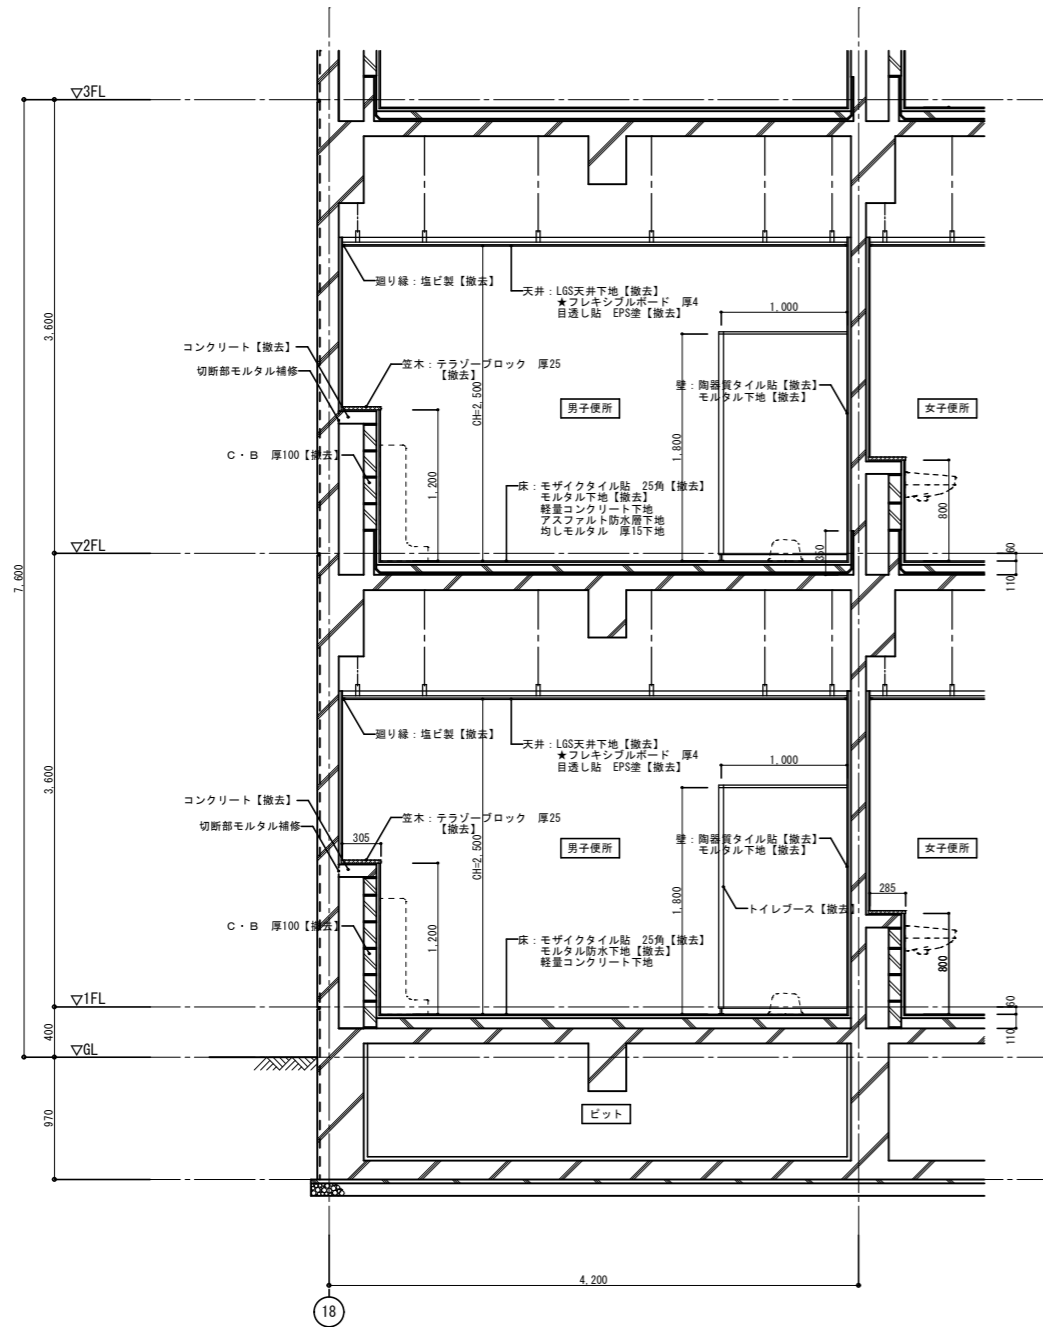 ▽3FL
3,600
7,600
廻り縁：塩ビ製【撤去】
天井：LGS天井下地【撤去】
★フレキシブルボード　厚4
目透し貼　EPS塗【撤去】
1,000
コンクリート【撤去】
切断部モルタル補修
笠木：テラゾーブロック　厚25
【撤去】
CH=2,500
男子便所
壁：陶器質タイル貼【撤去】
モルタル下地【撤去】
女子便所
1,800
C・B　厚100【撤去】
1,200
床：モザイクタイル貼　25角【撤去】
モルタル下地【撤去】
軽量コンクリート下地
アスファルト防水層下地
均しモルタル　厚15下地
800
350
60
110
▽2FL
3,600
廻り縁：塩ビ製【撤去】
天井：LGS天井下地【撤去】
★フレキシブルボード　厚4
目透し貼　EPS塗【撤去】
1,000
コンクリート【撤去】
切断部モルタル補修
305
笠木：テラゾーブロック　厚25
【撤去】
CH=2,500
男子便所
壁：陶器質タイル貼【撤去】
モルタル下地【撤去】
女子便所
1,800
285
トイレブース【撤去】
C・B　厚100【撤去】
1,200
床：モザイクタイル貼　25角【撤去】
モルタル防水下地【撤去】
軽量コンクリート下地
800
60
110
▽1FL
400
▽GL
970
ピット
4,200
18